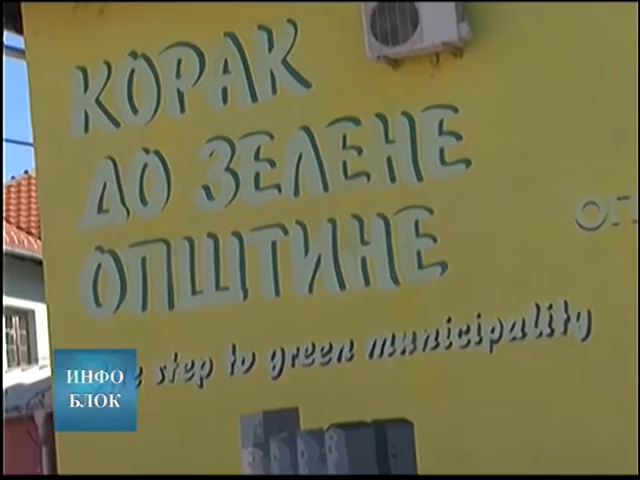 КОРАК
ДО ЗЕЛЕНЕ
ОПШТИНЕ
step to green municipality
ИНФО
БЛОК